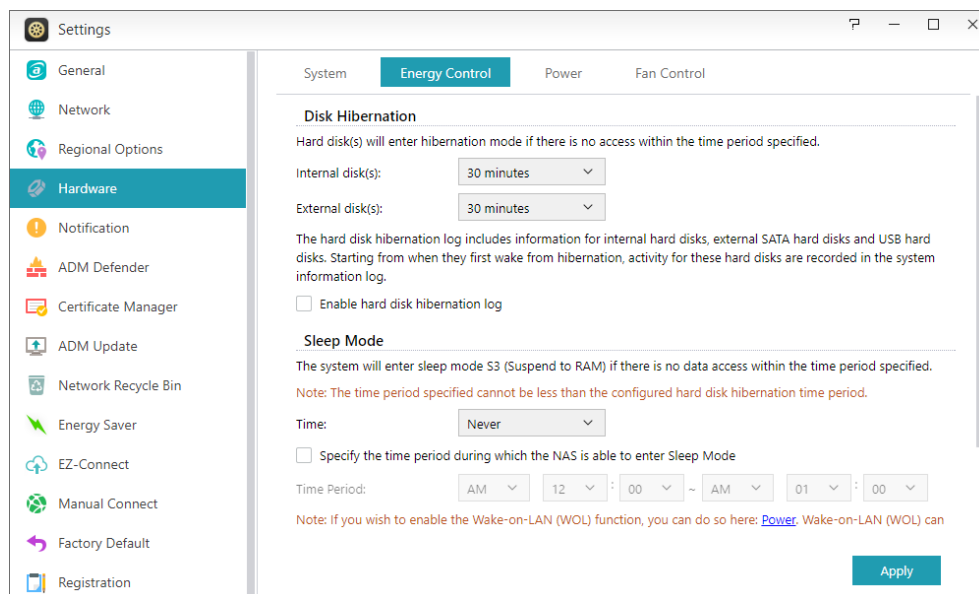 Settings
General
Network
Regional Options
Hardware
Notification
ADM Defender
Certificate Manager
ADM Update
Network Recycle Bin
Energy Saver
EZ-Connect
Manual Connect
Factory Default
Registration
System Energy Control Power Fan Control
Disk Hibernation
Hard disk(s) will enter hibernation mode if there is no access within the time period specified.
Internal disk(s): 30 minutes
External disk(s): 30 minutes
The hard disk hibernation log includes information for internal hard disks, external SATA hard disks and USB hard
disks. Starting from when they first wake from hibernation, activity for these hard disks are recorded in the system
information log.
Enable hard disk hibernation log
Sleep Mode
The system will enter sleep mode S3 (Suspend to RAM) if there is no data access within the time period specified.
Note: The time period specified cannot be less than the configured hard disk hibernation time period.
Time: Never
Specify the time period during which the NAS is able to enter Sleep Mode
Time Period: AM 12 : 00 ~ AM 01 : 00
Note: If you wish to enable the Wake-on-LAN (WOL) function, you can do so here: Power. Wake-on-LAN (WOL) can
Apply